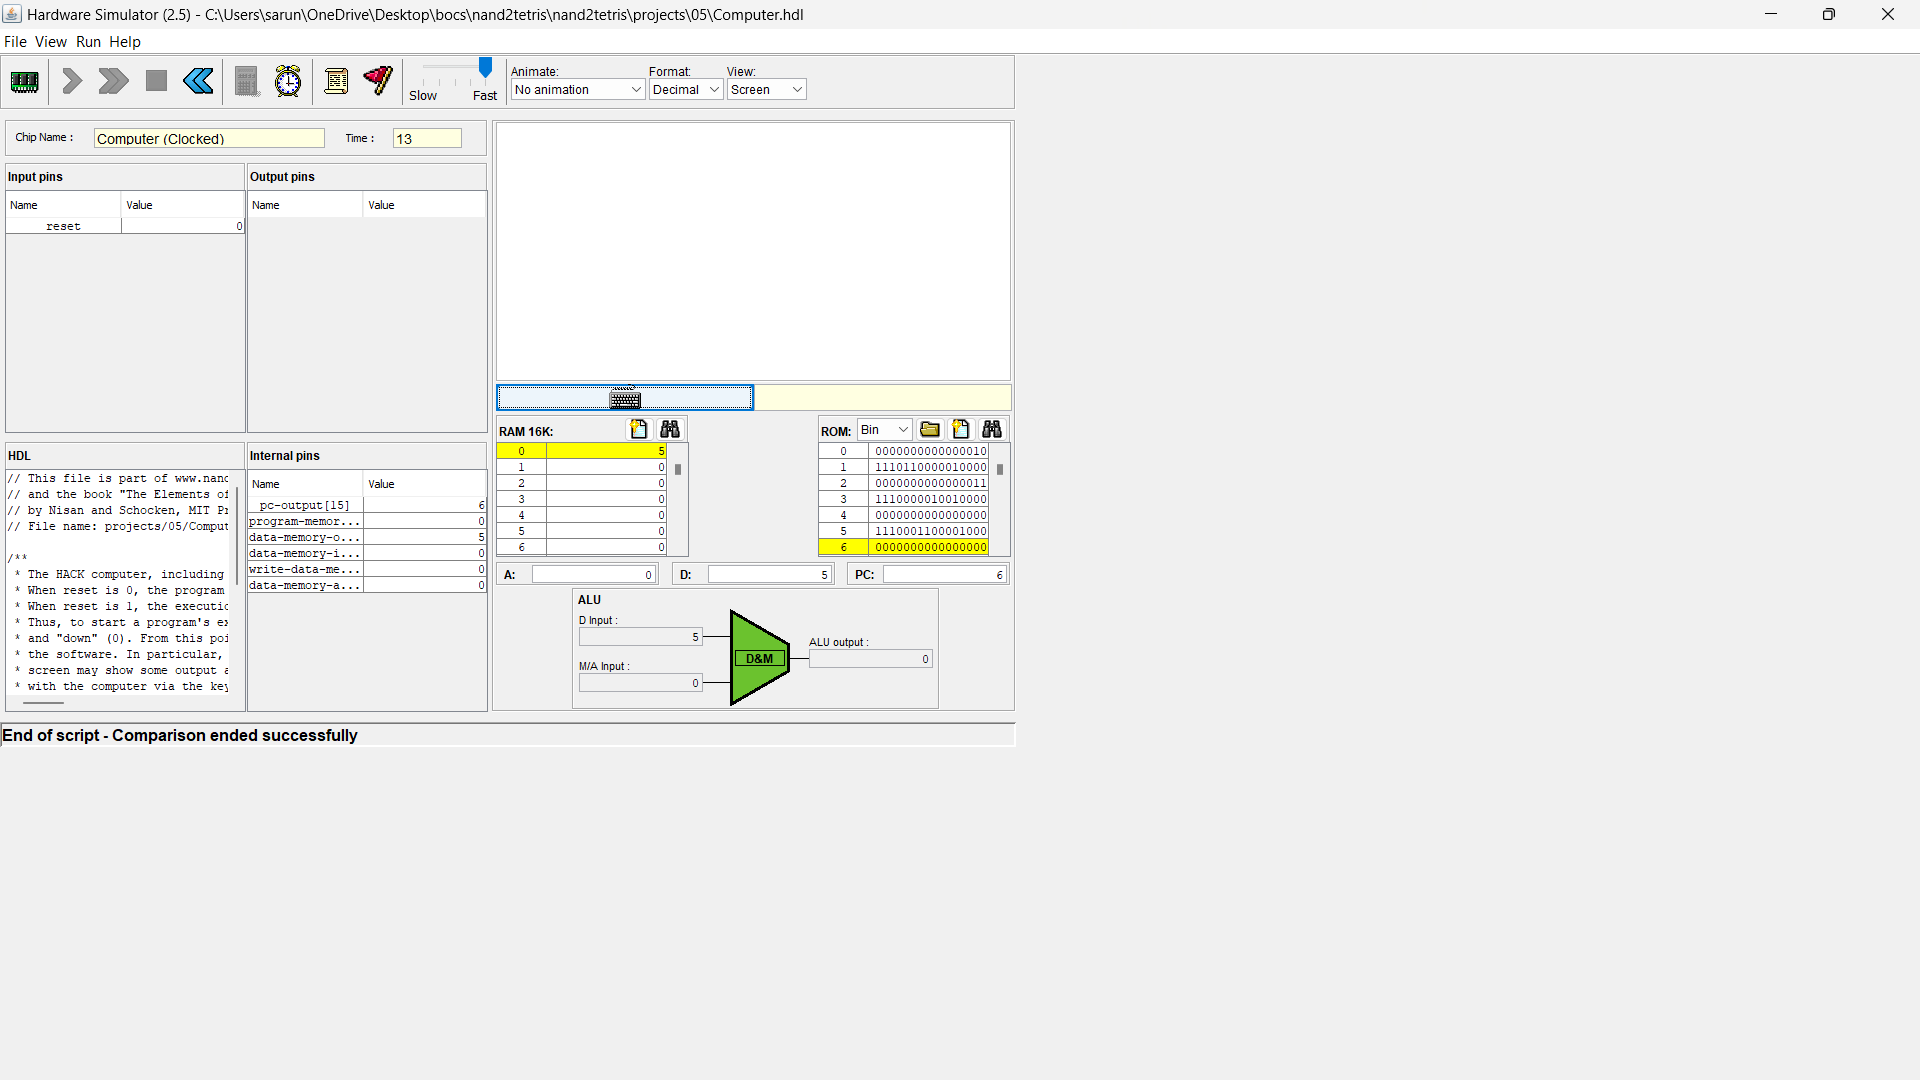 Hardware Simulator (2.5) - C:\Users\sarun\OneDrive\Desktop\bocs\nand2tetris\nand2tetris\projects\05\Computer.hdl
File View Run Help
Slow Fast
Animate: Format: View:
No animation Decimal Screen
Chip Name : Computer (Clocked) Time : 13
Input pins
Name Value
reset 0
Output pins
Name Value
HDL
// This file is part of www.nand
// and the book "The Elements of
// by Nisan and Schocken, MIT Pr
// File name: projects/05/Comput
/**
* The HACK computer, including
* When reset is 0, the program
* When reset is 1, the executio
* Thus, to start a program's ex
* and "down" (0). From this poi
* the software. In particular,
* screen may show some output a
* with the computer via the key
Internal pins
Name Value
pc-output[15] 6
program-memor... 0
data-memory-o... 5
data-memory-i... 0
write-data-me... 0
data-memory-a... 0
RAM 16K:
0 5
1 0
2 0
3 0
4 0
5 0
6 0
ROM: Bin
0 0000000000000010
1 1110110000010000
2 0000000000000011
3 1110000010010000
4 0000000000000000
5 1110001100001000
6 0000000000000000
A: 0 D: 5 PC: 6
ALU
D Input :
5
M/A Input :
0
D&M
ALU output :
0
End of script - Comparison ended successfully